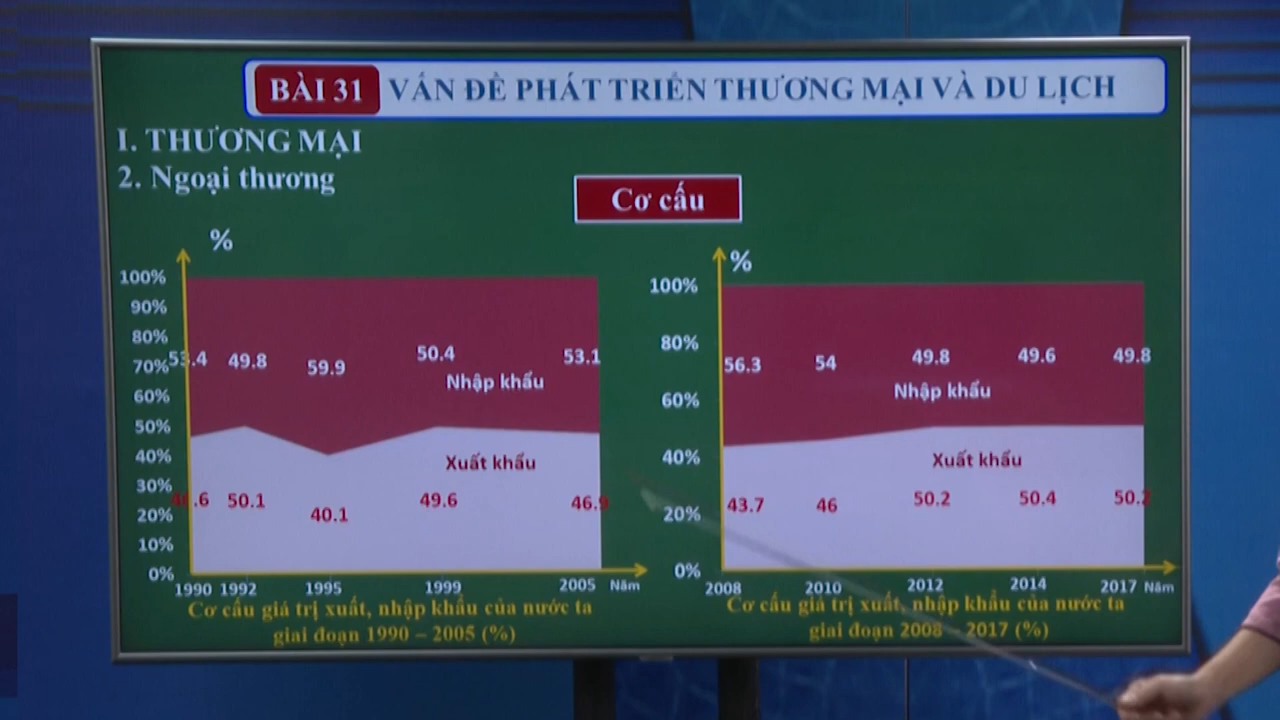 BÀI 31 VẤN ĐỀ PHÁT TRIỂN THƯƠNG MẠI VÀ DU LỊCH
I. THƯƠNG MẠI
2. Ngoại thương
Cơ cấu
%
100%
90%
80%
70%
60%
50%
40%
30%
20%
10%
0%
53.4 49.8 59.9 50.4 53.1
Nhập khẩu
Xuất khẩu
.6 50.1 40.1 49.6 46.9
1990 1992 1995 1999 2005 Năm
Cơ cấu giá trị xuất, nhập khẩu của nước ta
giai đoạn 1990 – 2005 (%)
%
100%
80%
60%
40%
20%
0%
56.3 54 49.8 49.6 49.8
Nhập khẩu
Xuất khẩu
43.7 46 50.2 50.4 50.2
2008 2010 2012 2014 2017 Năm
Cơ cấu giá trị xuất, nhập khẩu của nước ta
giai đoạn 2008 – 2017 (%)